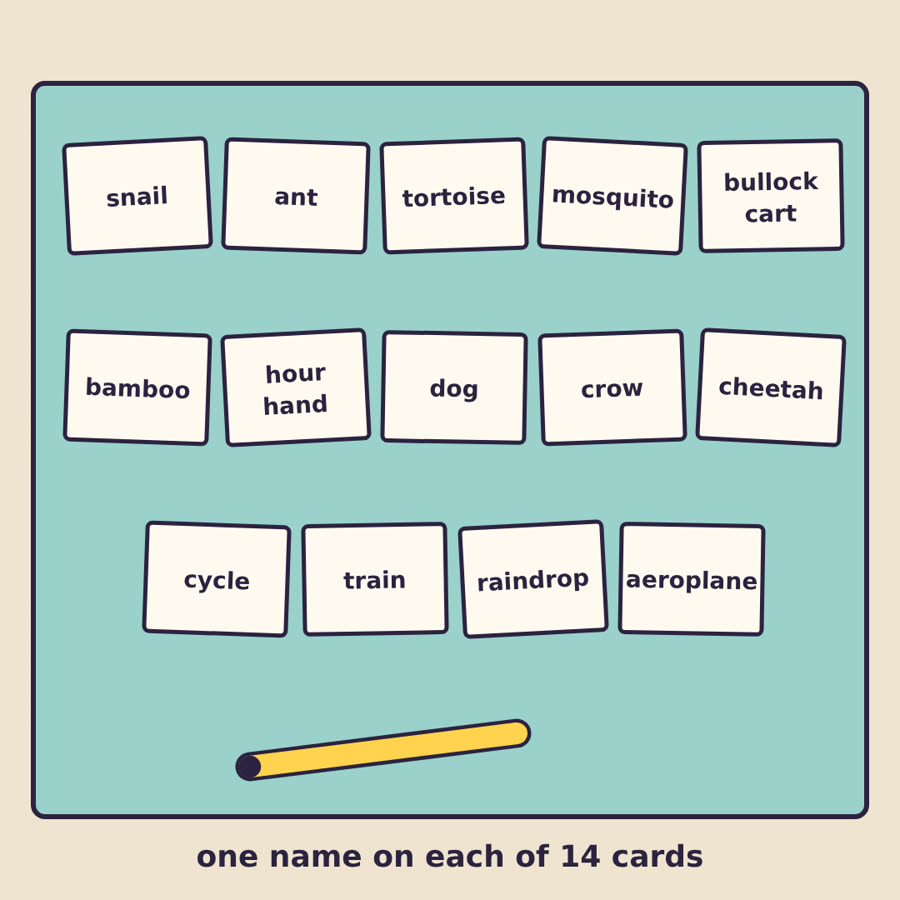 snail
ant
tortoise
mosquito
bullock
cart
bamboo
hour
hand
dog
crow
cheetah
cycle
train
raindrop
aeroplane
one name on each of 14 cards